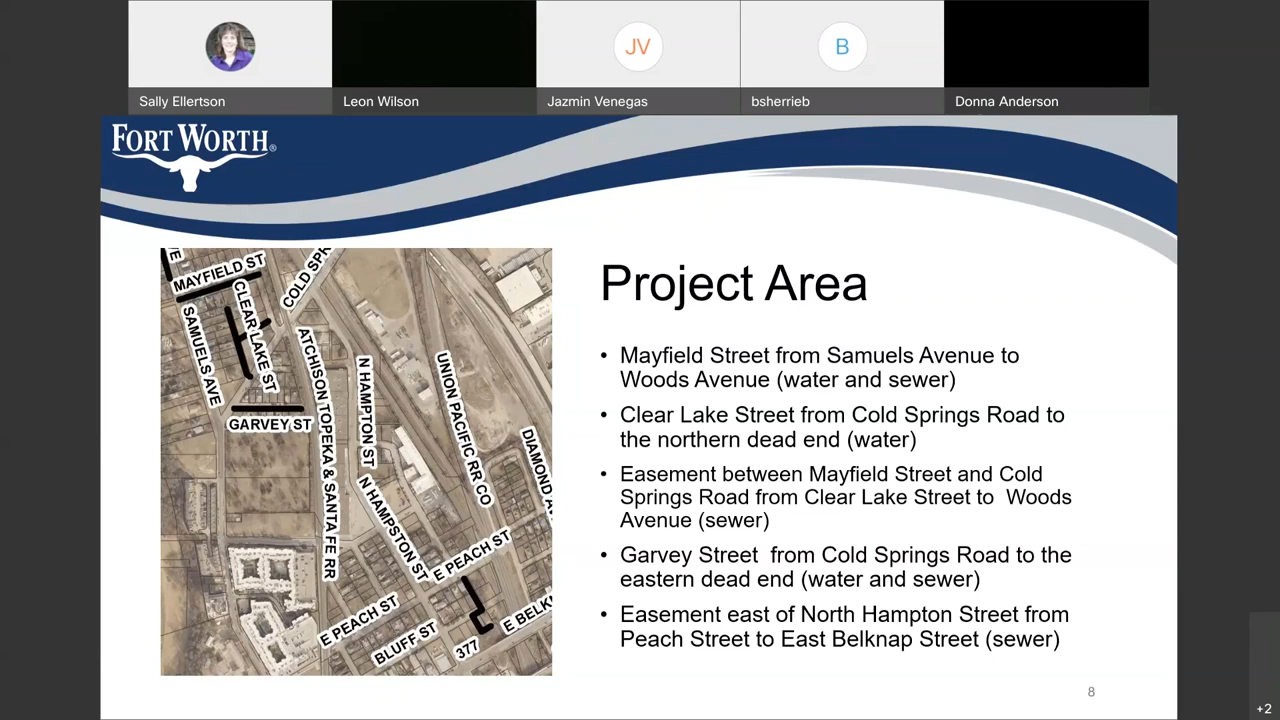 JV
B
Sally Ellertson
Leon Wilson
Jazmin Venegas
bsherrieb
Donna Anderson
FORT WORTH®
VE
MAYFIELD ST
COLD SPR
CLEAR LAKE ST
SAMUELS AVE
GARVEY ST
ATCHISON TOPEKA & SANTA FE RR
N HAMPTON ST
UNION PACIFIC RR CO
DIAMOND AV
N HAMPSTON ST
E PEACH ST
E PEACH ST
BLUFF ST
377
E BELKN
Project Area
• Mayfield Street from Samuels Avenue to
Woods Avenue (water and sewer)
• Clear Lake Street from Cold Springs Road to
the northern dead end (water)
• Easement between Mayfield Street and Cold
Springs Road from Clear Lake Street to  Woods
Avenue (sewer)
• Garvey Street  from Cold Springs Road to the
eastern dead end (water and sewer)
• Easement east of North Hampton Street from
Peach Street to East Belknap Street (sewer)
8
+2